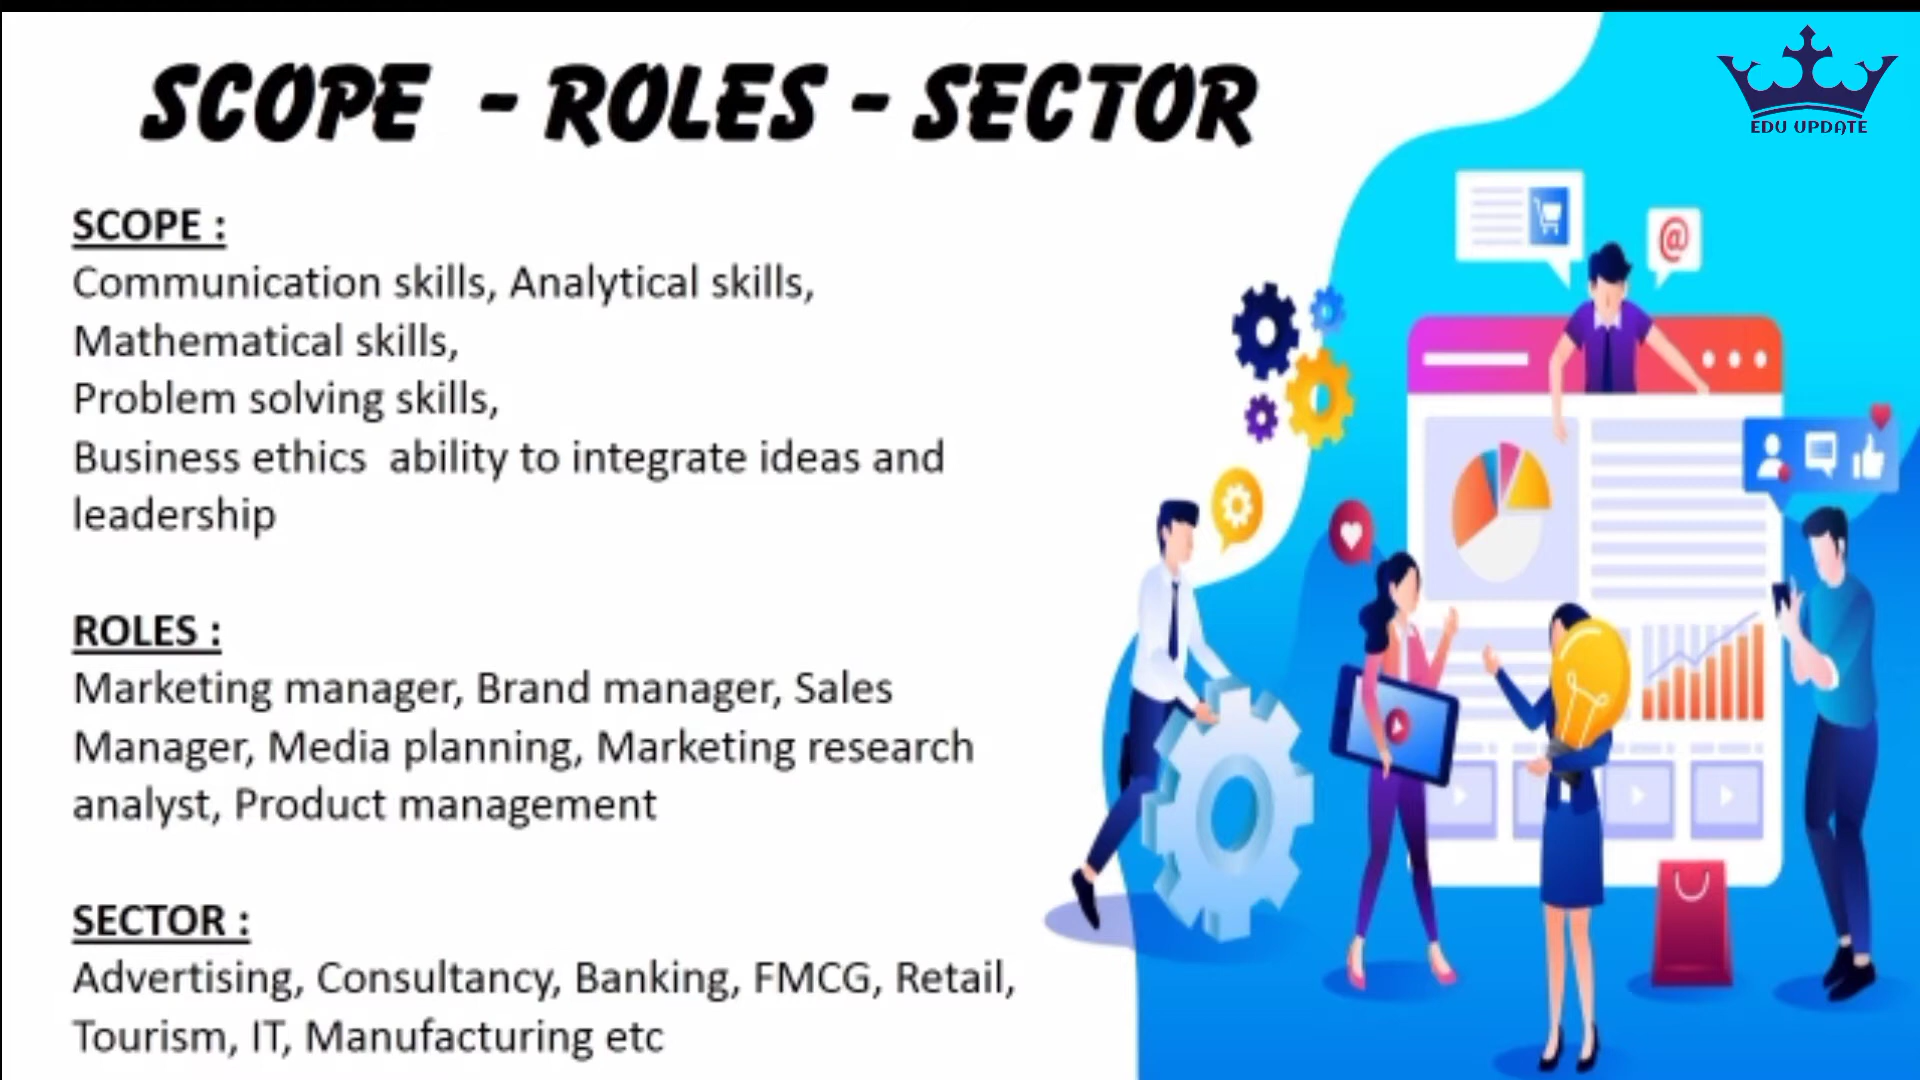 SCOPE - ROLES - SECTOR
EDU UPDATE
SCOPE :
Communication skills, Analytical skills,
Mathematical skills,
Problem solving skills,
Business ethics  ability to integrate ideas and
leadership
ROLES :
Marketing manager, Brand manager, Sales
Manager, Media planning, Marketing research
analyst, Product management
SECTOR :
Advertising, Consultancy, Banking, FMCG, Retail,
Tourism, IT, Manufacturing etc
@